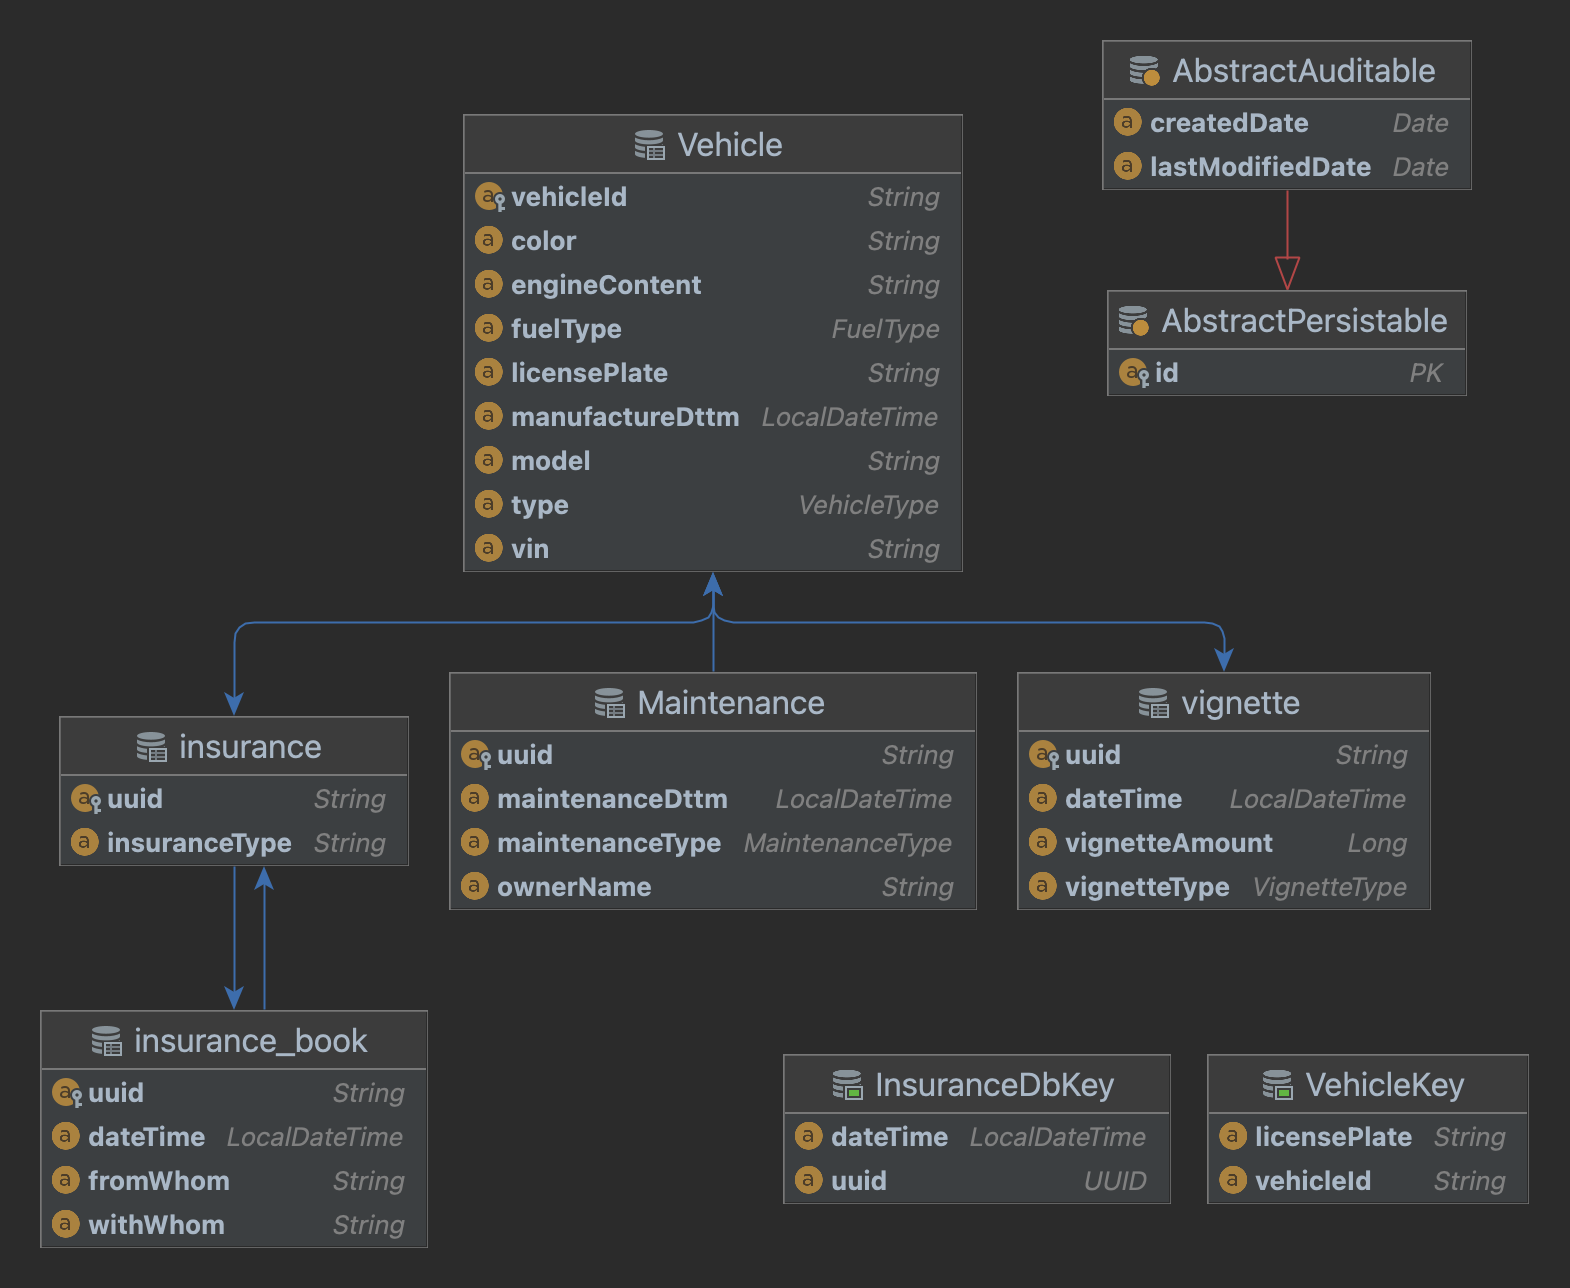 AbstractAuditable
createdDate Date
lastModifiedDate Date
Vehicle
vehicleId String
color String
engineContent String
fuelType FuelType
licensePlate String
manufactureDttm LocalDateTime
model String
type VehicleType
vin String
AbstractPersistable
id PK
insurance
uuid String
insuranceType String
Maintenance
uuid String
maintenanceDttm LocalDateTime
maintenanceType MaintenanceType
ownerName String
vignette
uuid String
dateTime LocalDateTime
vignetteAmount Long
vignetteType VignetteType
insurance_book
uuid String
dateTime LocalDateTime
fromWhom String
withWhom String
InsuranceDbKey
dateTime LocalDateTime
uuid UUID
VehicleKey
licensePlate String
vehicleId String